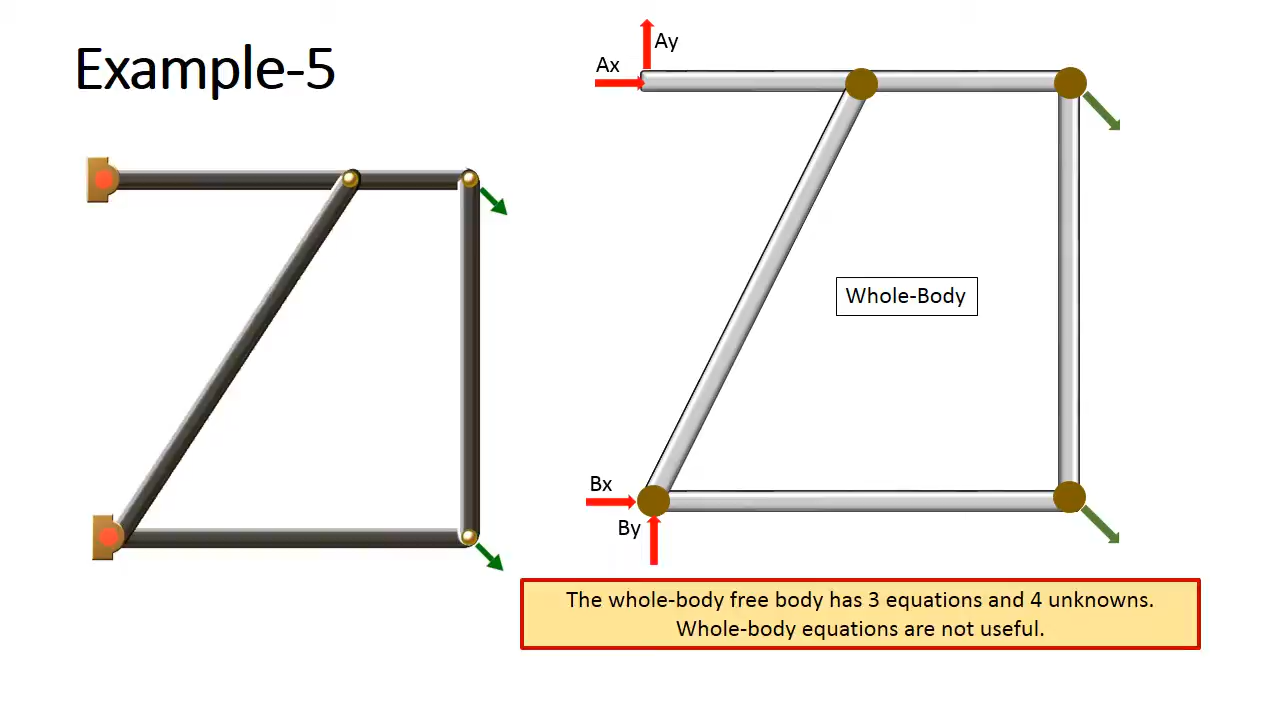 Example-5
Ay
Ax
Whole-Body
Bx
By
The whole-body free body has 3 equations and 4 unknowns.
Whole-body equations are not useful.